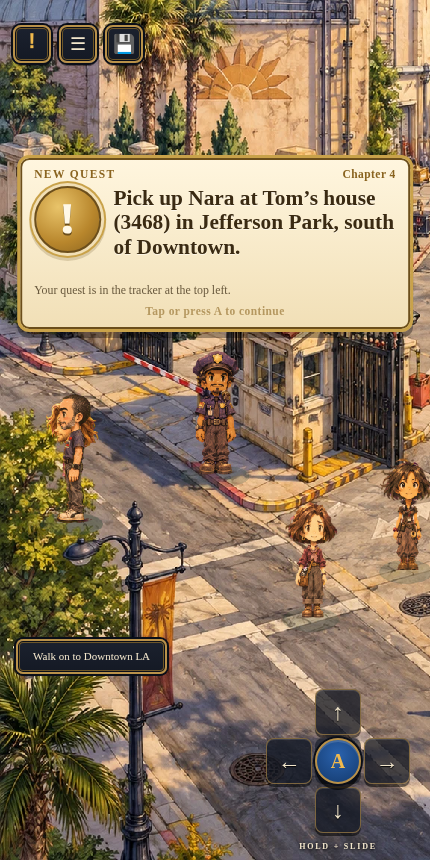 !
☰
NEW QUEST
Chapter 4
!
Pick up Nara at Tom’s house
(3468) in Jefferson Park, south
of Downtown.
Your quest is in the tracker at the top left.
Tap or press A to continue
Walk on to Downtown LA
↑
← A →
↓
HOLD + SLIDE